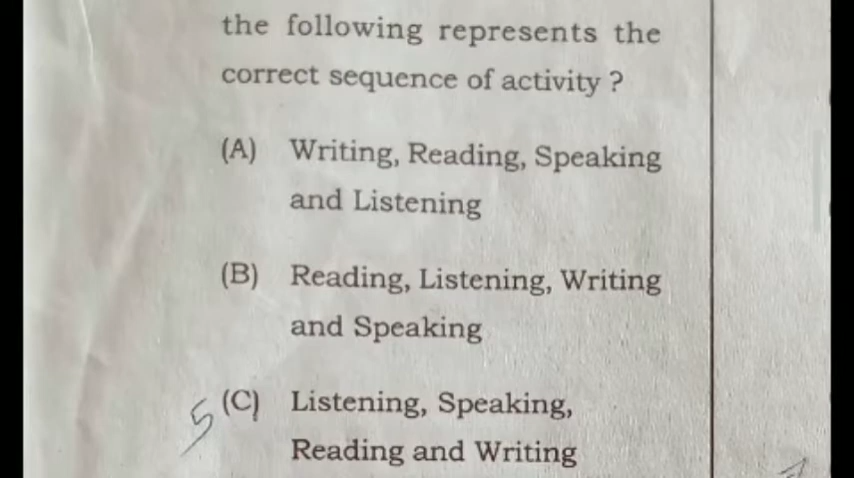 the following represents the
correct sequence of activity ?
(A) Writing, Reading, Speaking
and Listening
(B) Reading, Listening, Writing
and Speaking
(C) Listening, Speaking,
Reading and Writing